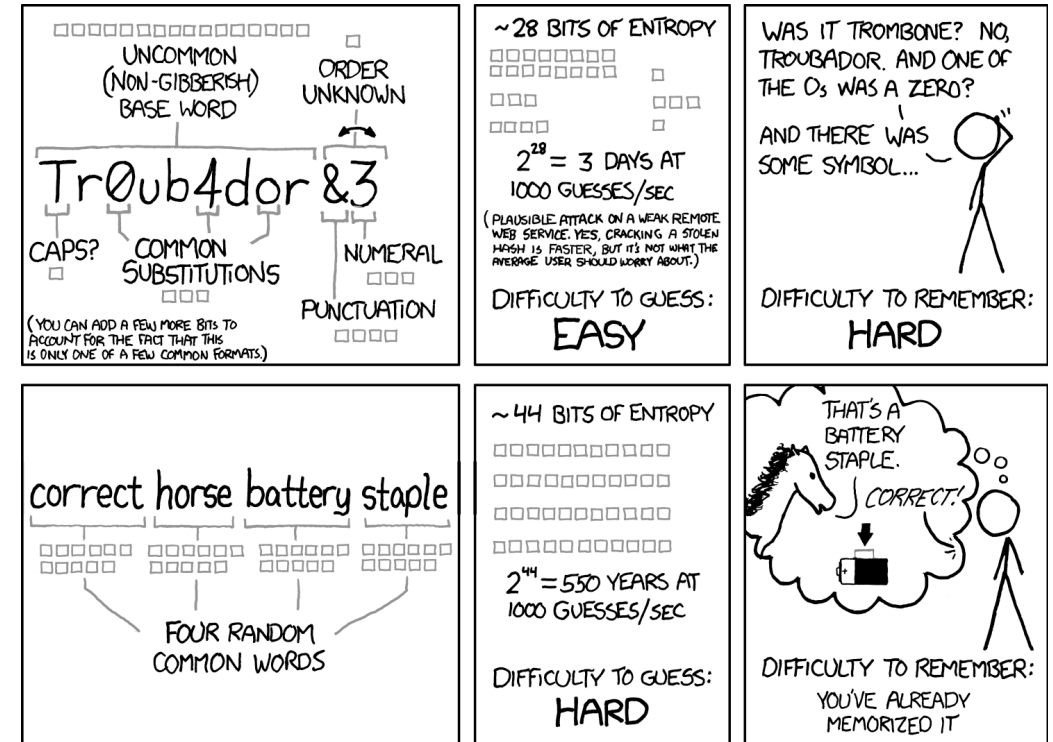 UNCOMMON
(NON-GIBBERISH)
BASE WORD
ORDER
UNKNOWN
Tr0ub4dor &3
CAPS?
COMMON
SUBSTITUTIONS
NUMERAL
PUNCTUATION
(YOU CAN ADD A FEW MORE BITS TO
ACCOUNT FOR THE FACT THAT THIS
IS ONLY ONE OF A FEW COMMON FORMATS.)
~28 BITS OF ENTROPY
2²⁸ = 3 DAYS AT
1000 GUESSES/SEC
(PLAUSIBLE ATTACK ON A WEAK REMOTE
WEB SERVICE. YES, CRACKING A STOLEN
HASH IS FASTER, BUT IT'S NOT WHAT THE
AVERAGE USER SHOULD WORRY ABOUT.)
DIFFICULTY TO GUESS:
EASY
WAS IT TROMBONE? NO,
TROUBADOR. AND ONE OF
THE Os WAS A ZERO?
AND THERE WAS
SOME SYMBOL...
DIFFICULTY TO REMEMBER:
HARD
correct horse battery staple
FOUR RANDOM
COMMON WORDS
~44 BITS OF ENTROPY
2⁴⁴ = 550 YEARS AT
1000 GUESSES/SEC
DIFFICULTY TO GUESS:
HARD
THAT'S A
BATTERY
STAPLE.
CORRECT!
+
DIFFICULTY TO REMEMBER:
YOU'VE ALREADY
MEMORIZED IT